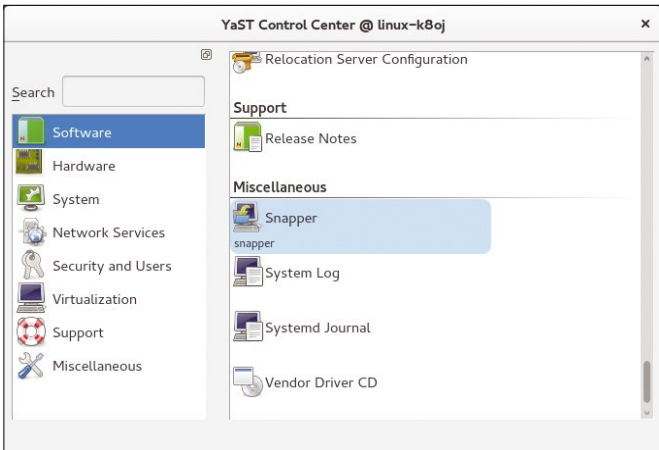 YaST Control Center @ linux-k8oj
Search
Software
Hardware
System
Network Services
Security and Users
Virtualization
Support
Miscellaneous
Relocation Server Configuration
Support
Release Notes
Miscellaneous
Snapper
snapper
System Log
Systemd Journal
Vendor Driver CD